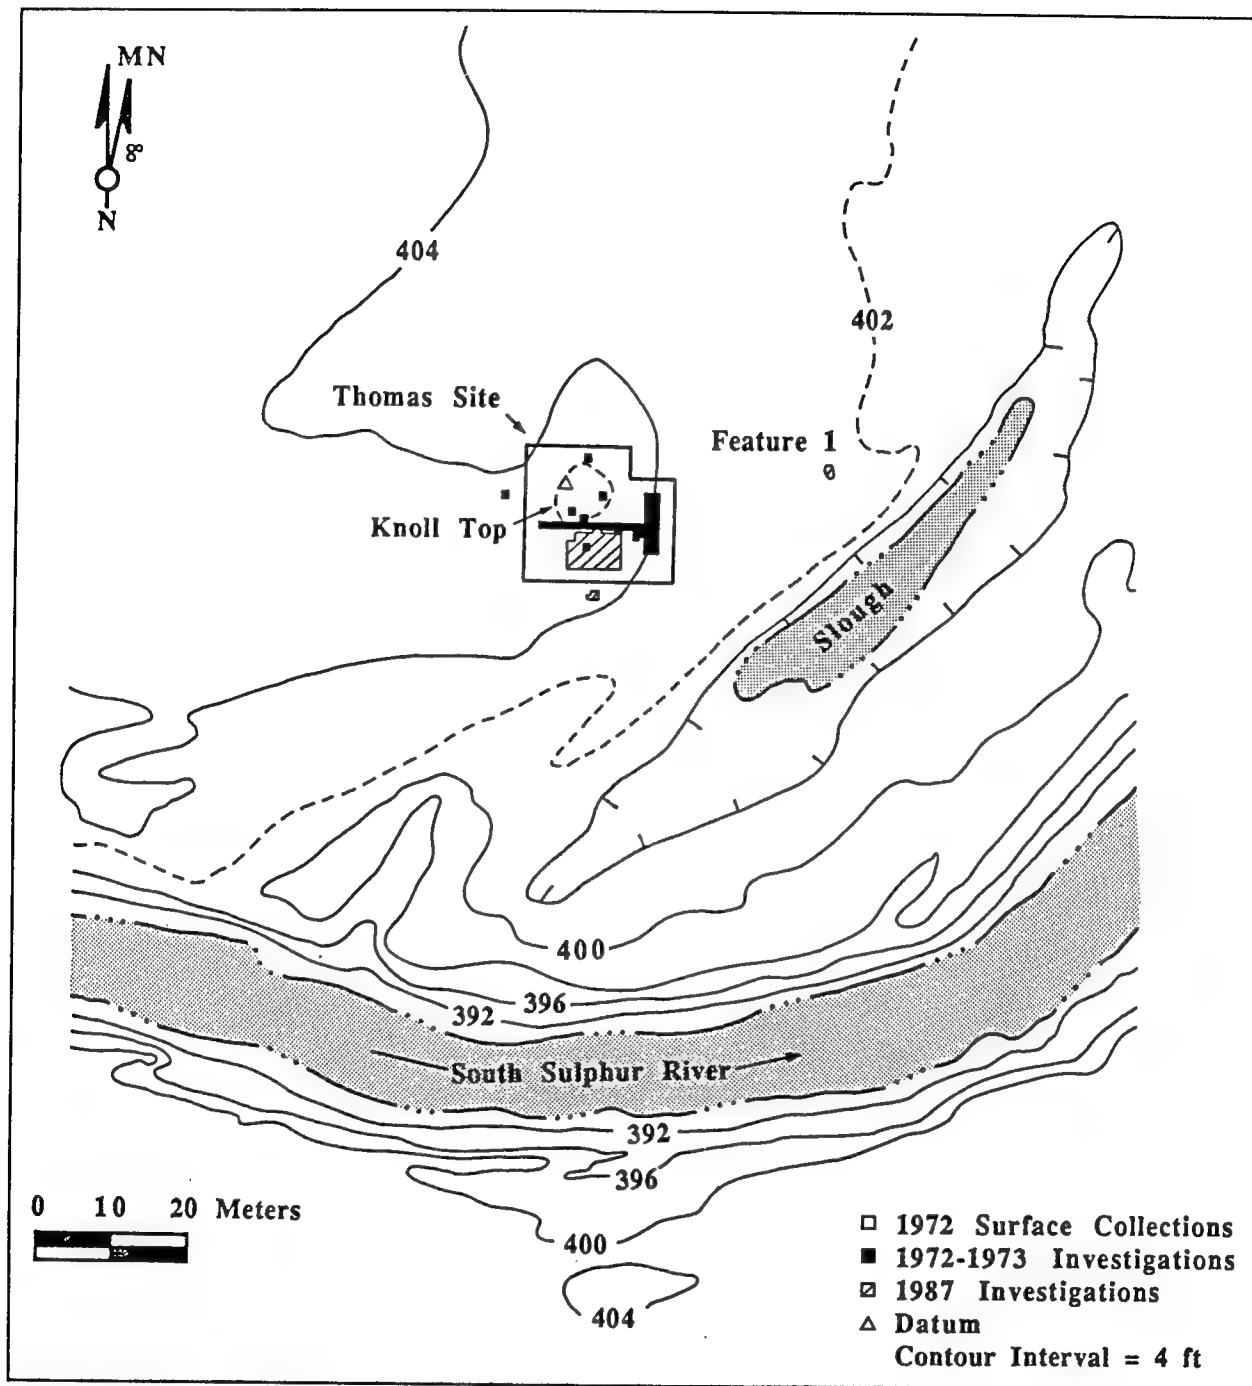 MN
8°
N
404
402
Thomas Site
Feature 1
Knoll Top
Slough
400
396
392
South Sulphur River
392
396
0 10 20 Meters
400
404
1972 Surface Collections
1972-1973 Investigations
1987 Investigations
Datum
Contour Interval = 4 ft